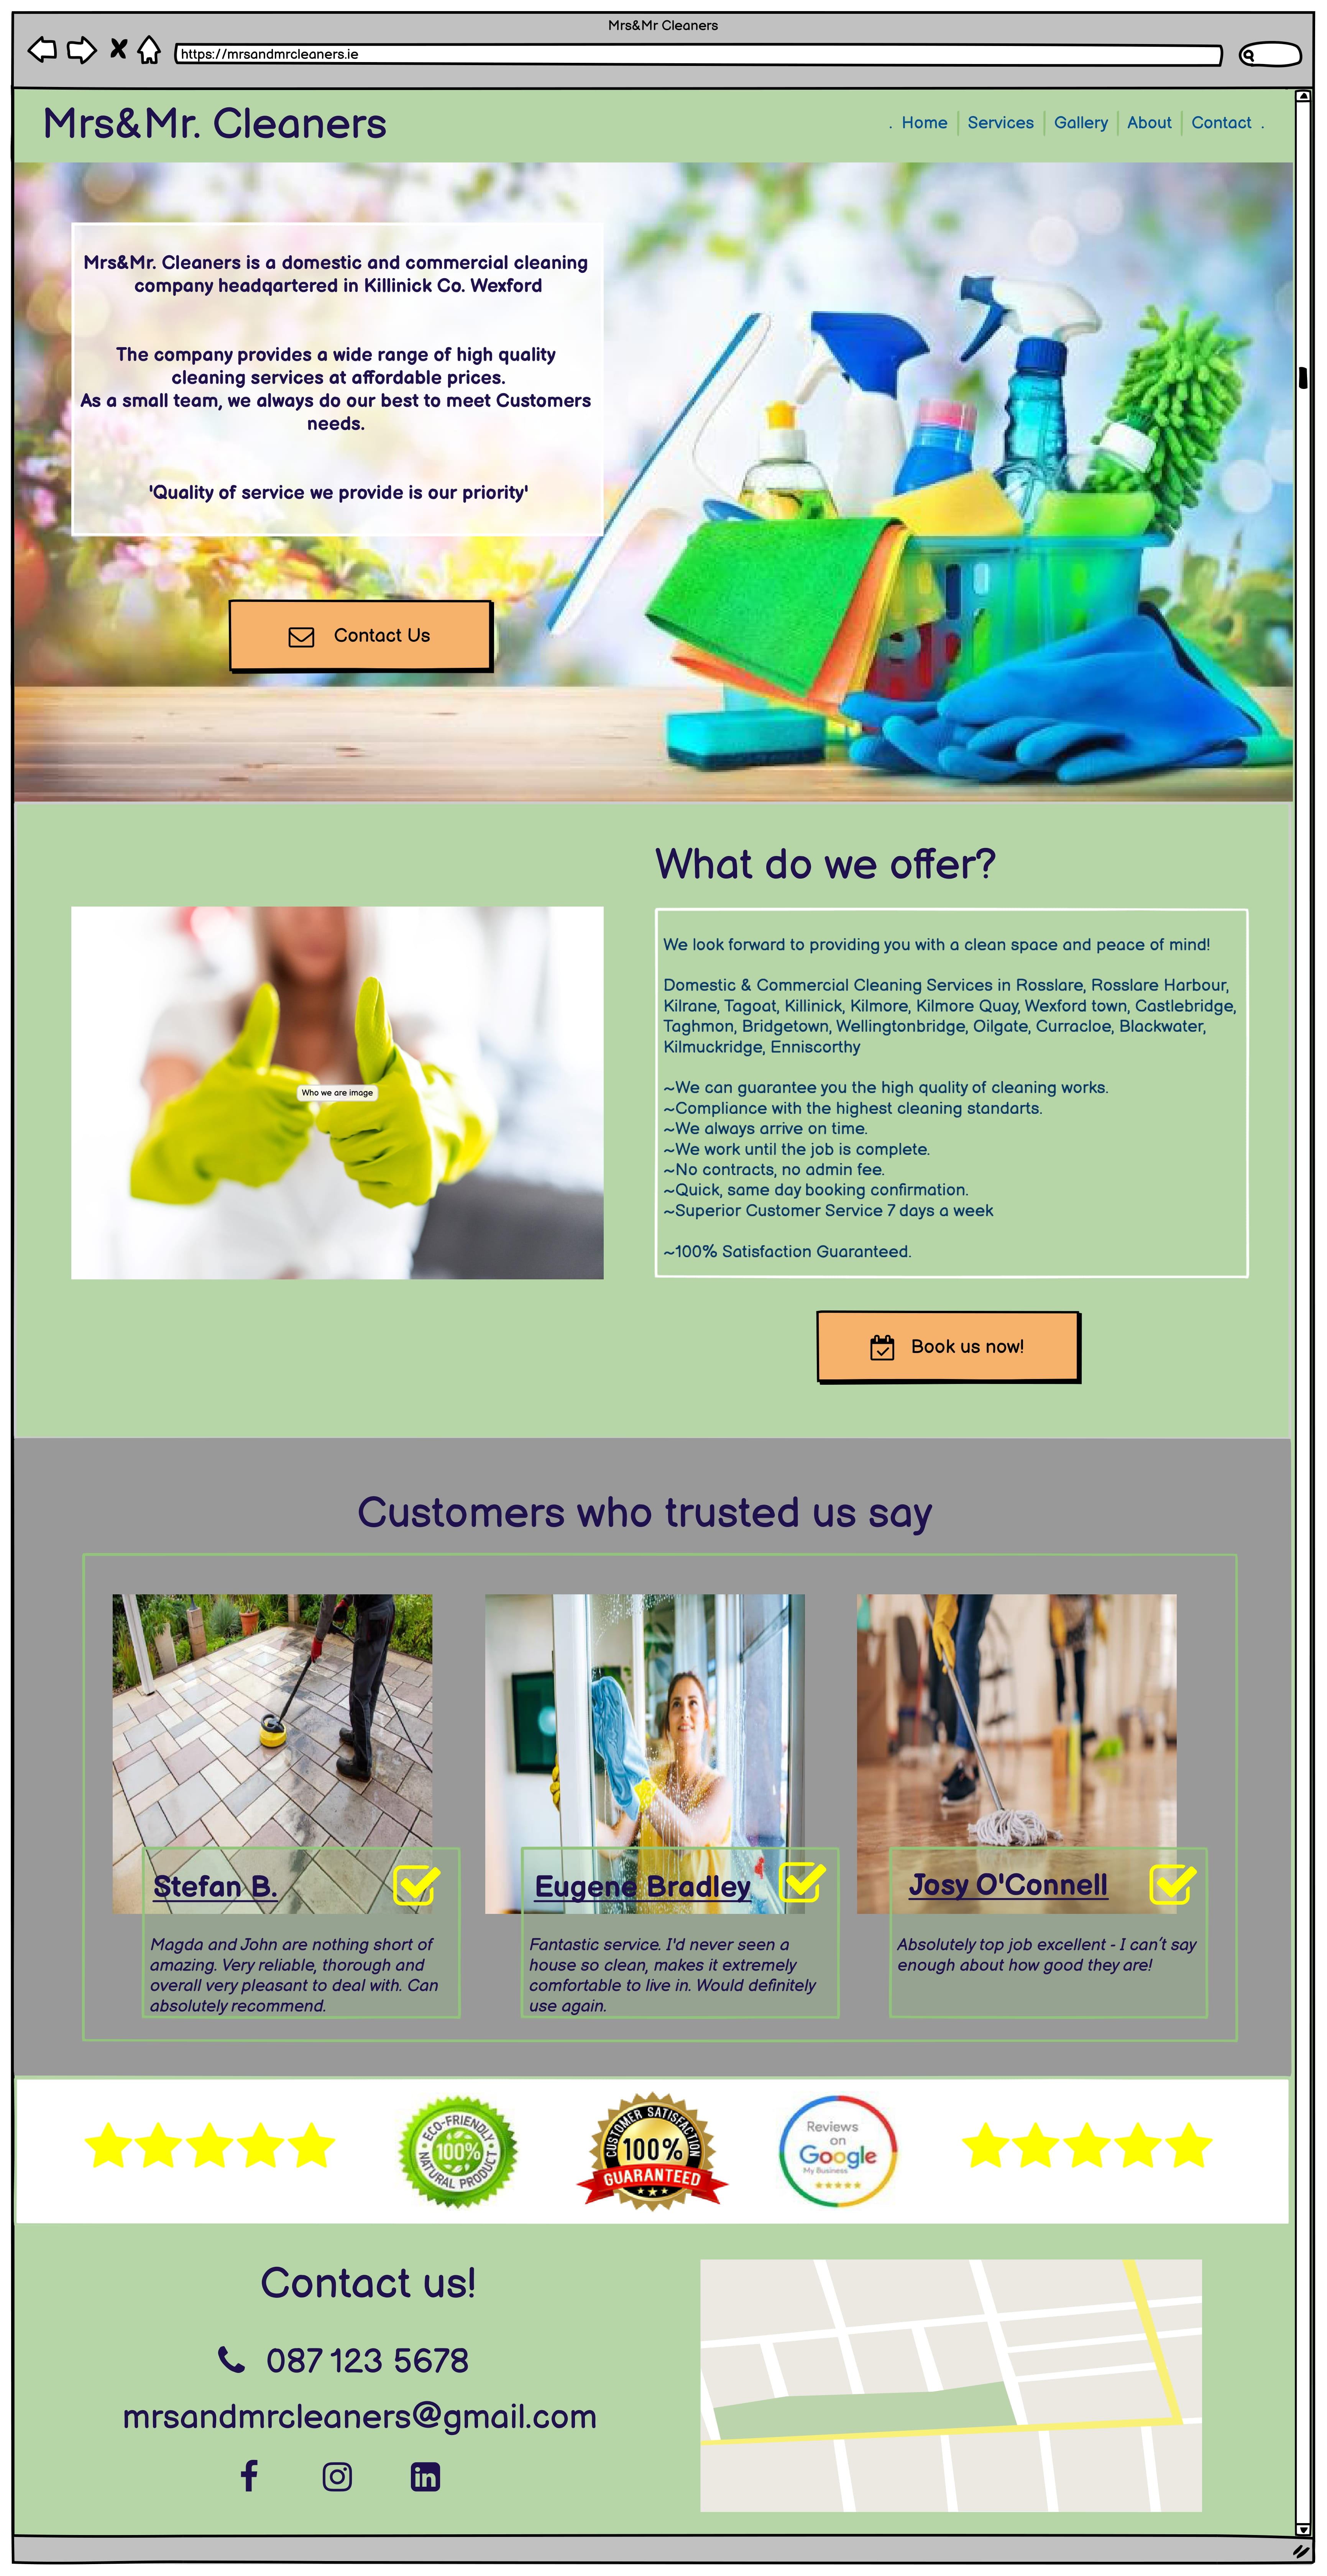 Mrs&Mr Cleaners
https://mrsandmrcleaners.ie
Mrs&Mr. Cleaners
. Home Services Gallery About Contact .
Mrs&Mr. Cleaners is a domestic and commercial cleaning
company headqartered in Killinick Co. Wexford
The company provides a wide range of high quality
cleaning services at affordable prices.
As a small team, we always do our best to meet Customers
needs.
'Quality of service we provide is our priority'
Contact Us
What do we offer?
Who we are image
We look forward to providing you with a clean space and peace of mind!
Domestic & Commercial Cleaning Services in Rosslare, Rosslare Harbour,
Kilrane, Tagoat, Killinick, Kilmore, Kilmore Quay, Wexford town, Castlebridge,
Taghmon, Bridgetown, Wellingtonbridge, Oilgate, Curracloe, Blackwater,
Kilmuckridge, Enniscorthy
~We can guarantee you the high quality of cleaning works.
~Compliance with the highest cleaning standarts.
~We always arrive on time.
~We work until the job is complete.
~No contracts, no admin fee.
~Quick, same day booking confirmation.
~Superior Customer Service 7 days a week
~100% Satisfaction Guaranteed.
Book us now!
Customers who trusted us say
Stefan B.
Magda and John are nothing short of
amazing. Very reliable, thorough and
overall very pleasant to deal with. Can
absolutely recommend.
Eugene Bradley
Fantastic service. I'd never seen a
house so clean, makes it extremely
comfortable to live in. Would definitely
use again.
Josy O'Connell
Absolutely top job excellent - I can't say
enough about how good they are!
ECO-FRIENDLY
100%
NATURAL PRODUCT
CUSTOMER SATISFACTION
100%
GUARANTEED
Reviews
on
Google
My Business
Contact us!
087 123 5678
mrsandmrcleaners@gmail.com